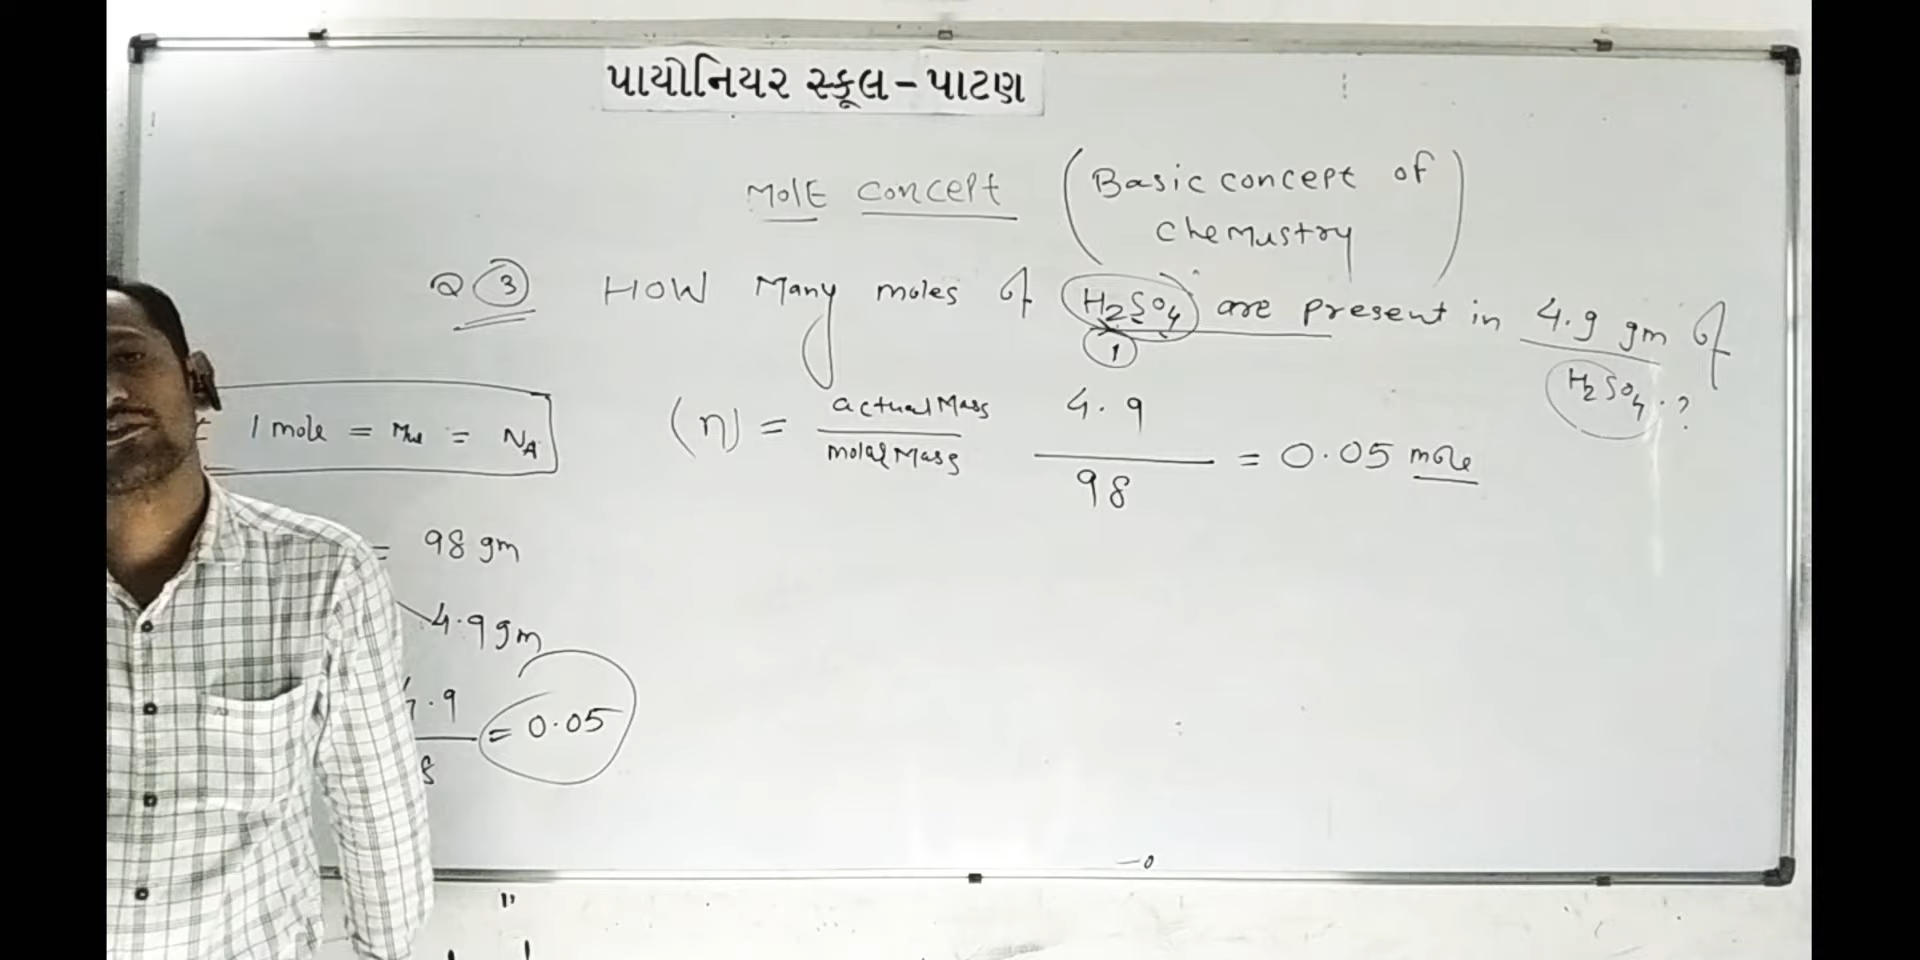 પાયોનિયર સ્કૂલ - પાટણ
MolE concept (Basic concept of
chemustry)
Q ③ HOW Many moles of H2SO4 are present in 4.9 gm of
H2SO4.?
1
1 mole = Mw = NA
(n) = actual Mass / molar Mass 4.9 / 98 = 0.05 mole
= 98 gm
4.9 gm
4.9 / 8 = 0.05